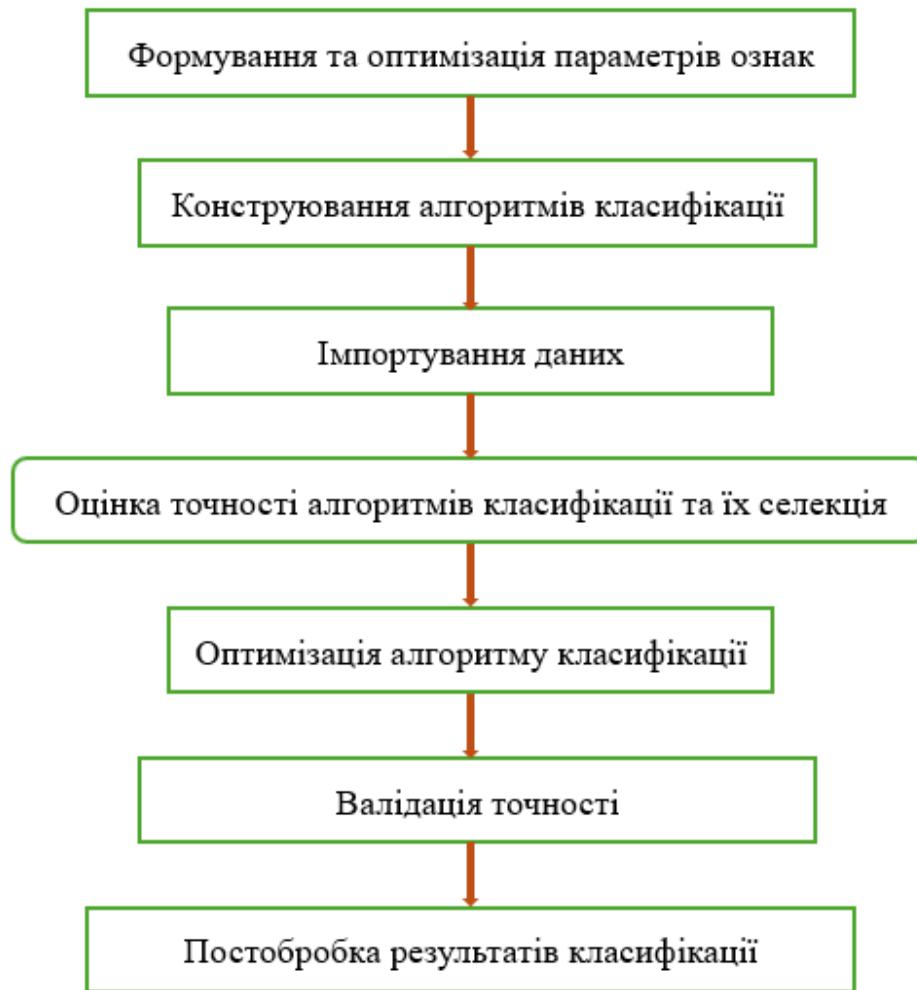 Формування та оптимізація параметрів ознак
Конструювання алгоритмів класифікації
Імпортування даних
Оцінка точності алгоритмів класифікації та їх селекція
Оптимізація алгоритму класифікації
Валідація точності
Постобробка результатів класифікації